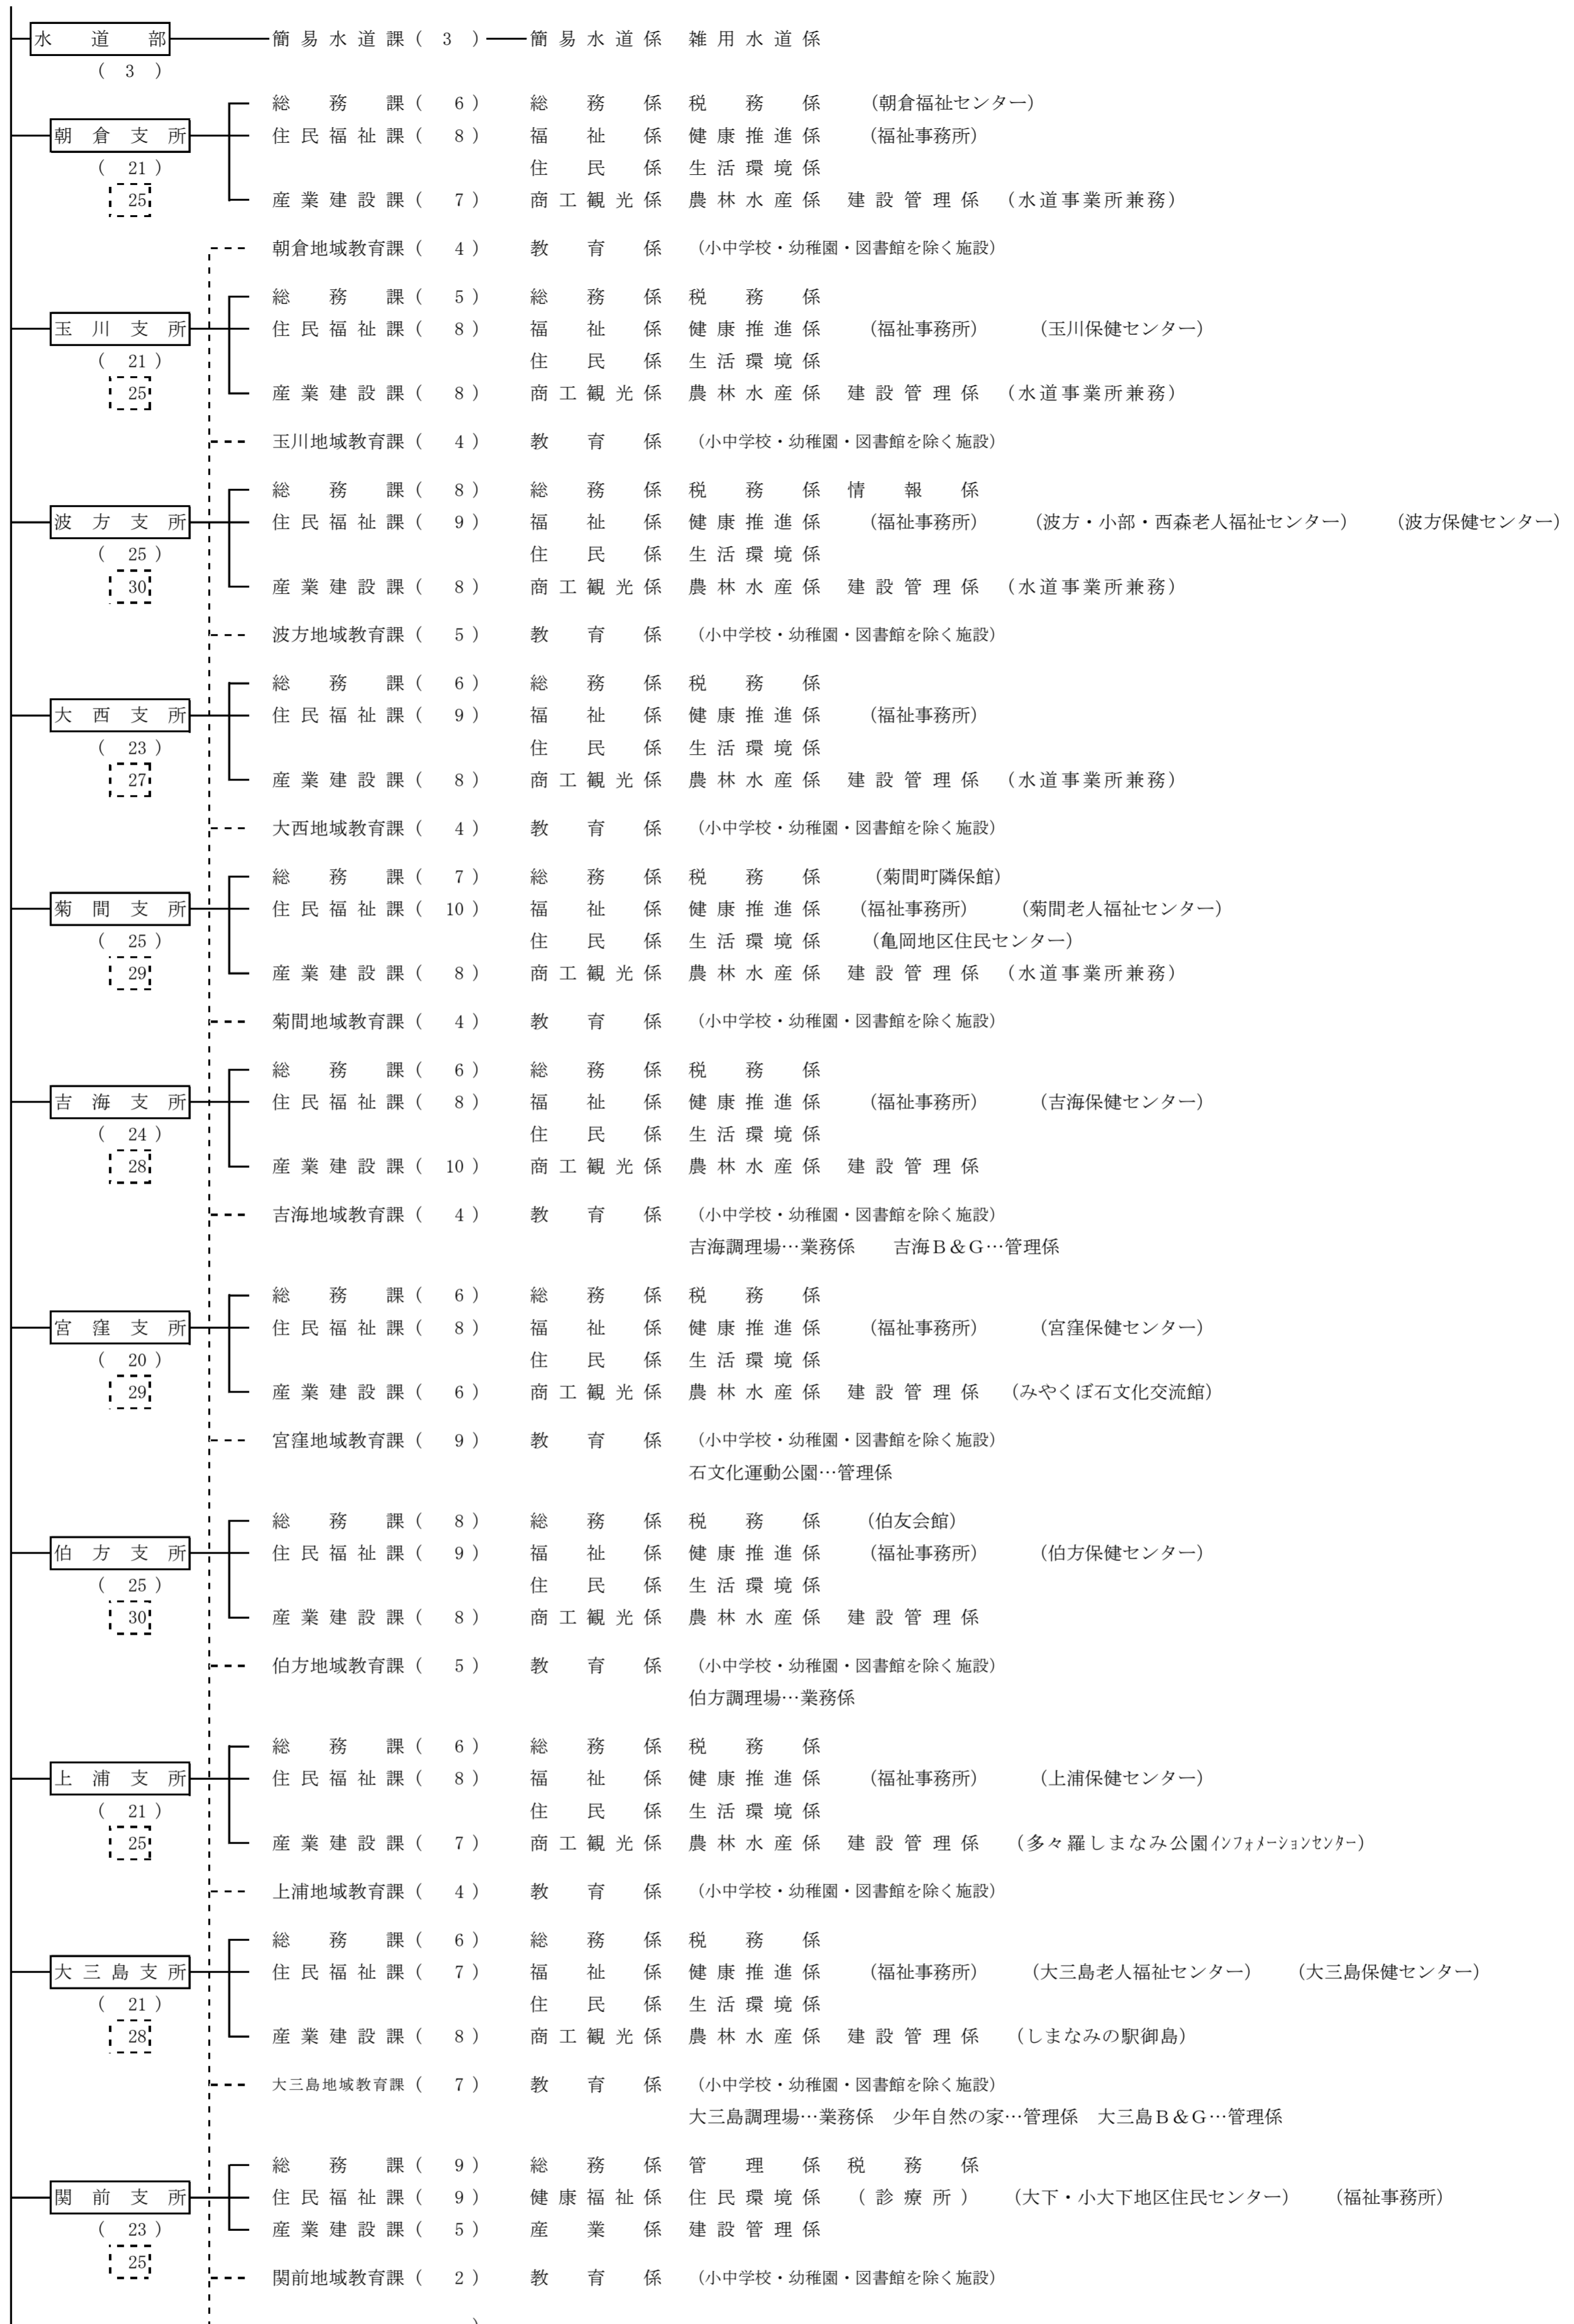 水道部 簡易水道課( 3 ) 簡易水道係 雑用水道係
( 3 )
総務課( 6 ) 総務係 税務係 (朝倉福祉センター)
朝倉支所 住民福祉課( 8 ) 福祉係 健康推進係 (福祉事務所)
( 21 ) 住民係 生活環境係
25 産業建設課( 7 ) 商工観光係 農林水産係 建設管理係 (水道事業所兼務)
朝倉地域教育課( 4 ) 教育係 (小中学校・幼稚園・図書館を除く施設)
総務課( 5 ) 総務係 税務係
玉川支所 住民福祉課( 8 ) 福祉係 健康推進係 (福祉事務所) (玉川保健センター)
( 21 ) 住民係 生活環境係
25 産業建設課( 8 ) 商工観光係 農林水産係 建設管理係 (水道事業所兼務)
玉川地域教育課( 4 ) 教育係 (小中学校・幼稚園・図書館を除く施設)
総務課( 8 ) 総務係 税務係 情報係
波方支所 住民福祉課( 9 ) 福祉係 健康推進係 (福祉事務所) (波方・小部・西森老人福祉センター) (波方保健センター)
( 25 ) 住民係 生活環境係
30 産業建設課( 8 ) 商工観光係 農林水産係 建設管理係 (水道事業所兼務)
波方地域教育課( 5 ) 教育係 (小中学校・幼稚園・図書館を除く施設)
総務課( 6 ) 総務係 税務係
大西支所 住民福祉課( 9 ) 福祉係 健康推進係 (福祉事務所)
( 23 ) 住民係 生活環境係
27 産業建設課( 8 ) 商工観光係 農林水産係 建設管理係 (水道事業所兼務)
大西地域教育課( 4 ) 教育係 (小中学校・幼稚園・図書館を除く施設)
総務課( 7 ) 総務係 税務係 (菊間町隣保館)
菊間支所 住民福祉課( 10 ) 福祉係 健康推進係 (福祉事務所) (菊間老人福祉センター)
( 25 ) 住民係 生活環境係 (亀岡地区住民センター)
29 産業建設課( 8 ) 商工観光係 農林水産係 建設管理係 (水道事業所兼務)
菊間地域教育課( 4 ) 教育係 (小中学校・幼稚園・図書館を除く施設)
総務課( 6 ) 総務係 税務係
吉海支所 住民福祉課( 8 ) 福祉係 健康推進係 (福祉事務所) (吉海保健センター)
( 24 ) 住民係 生活環境係
28 産業建設課( 10 ) 商工観光係 農林水産係 建設管理係
吉海地域教育課( 4 ) 教育係 (小中学校・幼稚園・図書館を除く施設)
吉海調理場…業務係 吉海B&G…管理係
総務課( 6 ) 総務係 税務係
宮窪支所 住民福祉課( 8 ) 福祉係 健康推進係 (福祉事務所) (宮窪保健センター)
( 20 ) 住民係 生活環境係
29 産業建設課( 6 ) 商工観光係 農林水産係 建設管理係 (みやくぼ石文化交流館)
宮窪地域教育課( 9 ) 教育係 (小中学校・幼稚園・図書館を除く施設)
石文化運動公園…管理係
総務課( 8 ) 総務係 税務係 (伯友会館)
伯方支所 住民福祉課( 9 ) 福祉係 健康推進係 (福祉事務所) (伯方保健センター)
( 25 ) 住民係 生活環境係
30 産業建設課( 8 ) 商工観光係 農林水産係 建設管理係
伯方地域教育課( 5 ) 教育係 (小中学校・幼稚園・図書館を除く施設)
伯方調理場…業務係
総務課( 6 ) 総務係 税務係
上浦支所 住民福祉課( 8 ) 福祉係 健康推進係 (福祉事務所) (上浦保健センター)
( 21 ) 住民係 生活環境係
25 産業建設課( 7 ) 商工観光係 農林水産係 建設管理係 (多々羅しまなみ公園インフォメーションセンター)
上浦地域教育課( 4 ) 教育係 (小中学校・幼稚園・図書館を除く施設)
総務課( 6 ) 総務係 税務係
大三島支所 住民福祉課( 7 ) 福祉係 健康推進係 (福祉事務所) (大三島老人福祉センター) (大三島保健センター)
( 21 ) 住民係 生活環境係
28 産業建設課( 8 ) 商工観光係 農林水産係 建設管理係 (しまなみの駅御島)
大三島地域教育課( 7 ) 教育係 (小中学校・幼稚園・図書館を除く施設)
大三島調理場…業務係 少年自然の家…管理係 大三島B&G…管理係
総務課( 9 ) 総務係 管理係 税務係
関前支所 住民福祉課( 9 ) 健康福祉係 住民環境係 (診療所) (大下・小大下地区住民センター) (福祉事務所)
( 23 ) 産業建設課( 5 ) 産業係 建設管理係
25
関前地域教育課( 2 ) 教育係 (小中学校・幼稚園・図書館を除く施設)